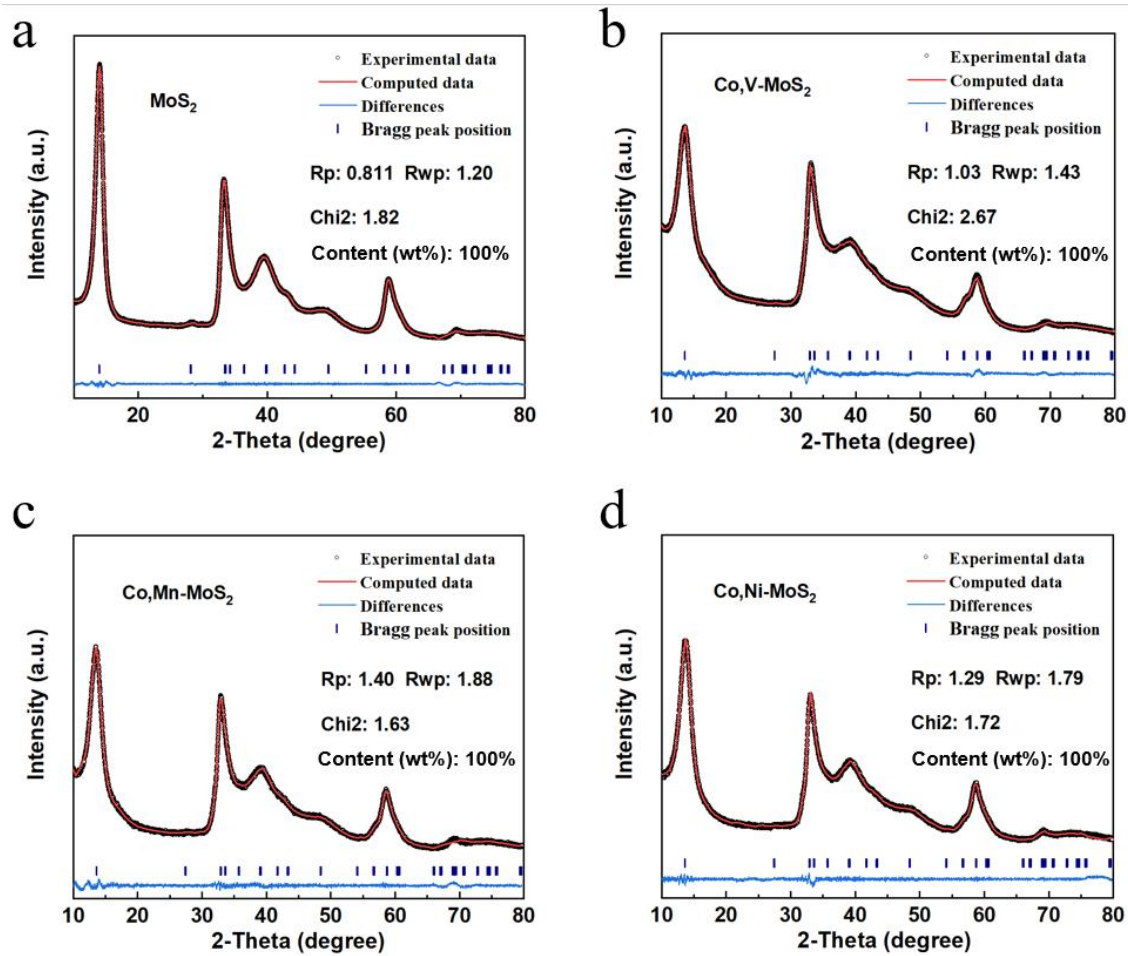 a
MoS2
Experimental data
Computed data
Differences
Bragg peak position
Rp: 0.811 Rwp: 1.20
Chi2: 1.82
Content (wt%): 100%
Intensity (a.u.)
20 40 60 80
2-Theta (degree)
b
Co,V-MoS2
Experimental data
Computed data
Differences
Bragg peak position
Rp: 1.03 Rwp: 1.43
Chi2: 2.67
Content (wt%): 100%
Intensity (a.u.)
10 20 30 40 50 60 70 80
2-Theta (degree)
c
Co,Mn-MoS2
Experimental data
Computed data
Differences
Bragg peak position
Rp: 1.40 Rwp: 1.88
Chi2: 1.63
Content (wt%): 100%
Intensity (a.u.)
10 20 30 40 50 60 70 80
2-Theta (degree)
d
Co,Ni-MoS2
Experimental data
Computed data
Differences
Bragg peak position
Rp: 1.29 Rwp: 1.79
Chi2: 1.72
Content (wt%): 100%
Intensity (a.u.)
10 20 30 40 50 60 70 80
2-Theta (degree)